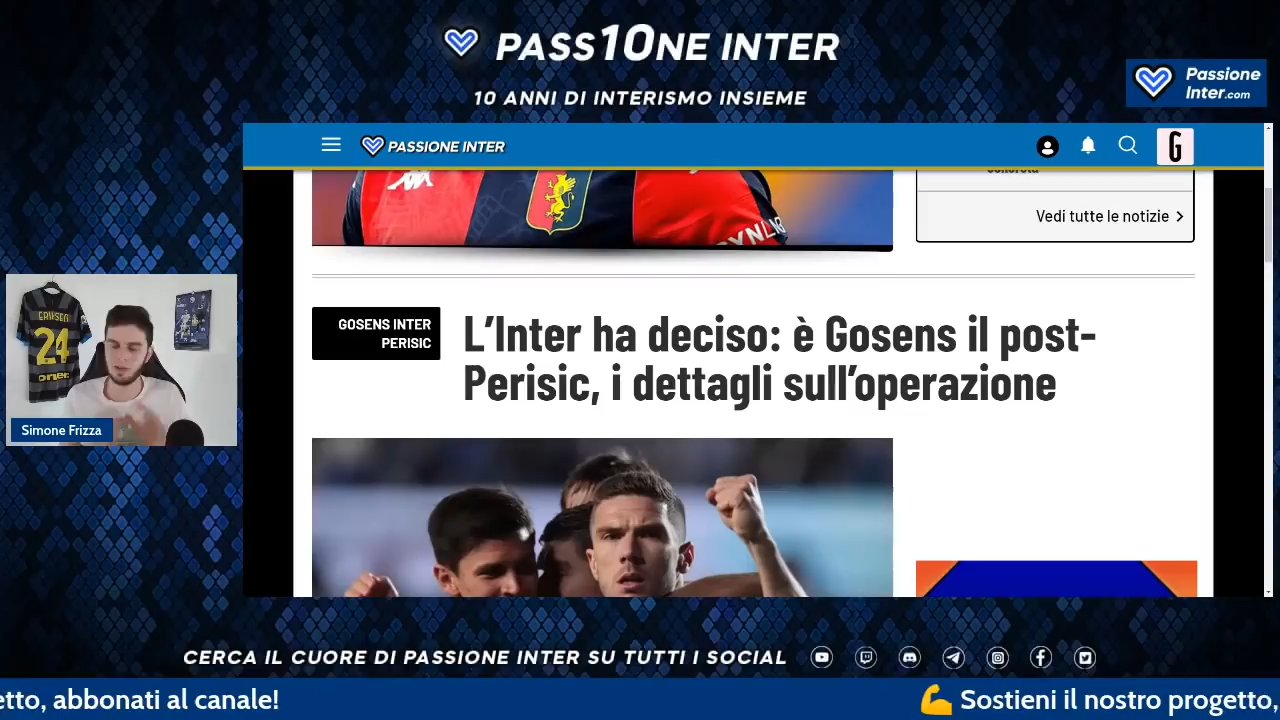 PASS10NE INTER
10 ANNI DI INTERISMO INSIEME
Passione
Inter.com
PASSIONE INTER
G
Vedi tutte le notizie
GOSENS INTER
PERISIC
L’Inter ha deciso: è Gosens il post-
Perisic, i dettagli sull’operazione
ERIKSEN
24
Simone Frizza
CERCA IL CUORE DI PASSIONE INTER SU TUTTI I SOCIAL
etto, abbonati al canale!
💪 Sostieni il nostro progetto,